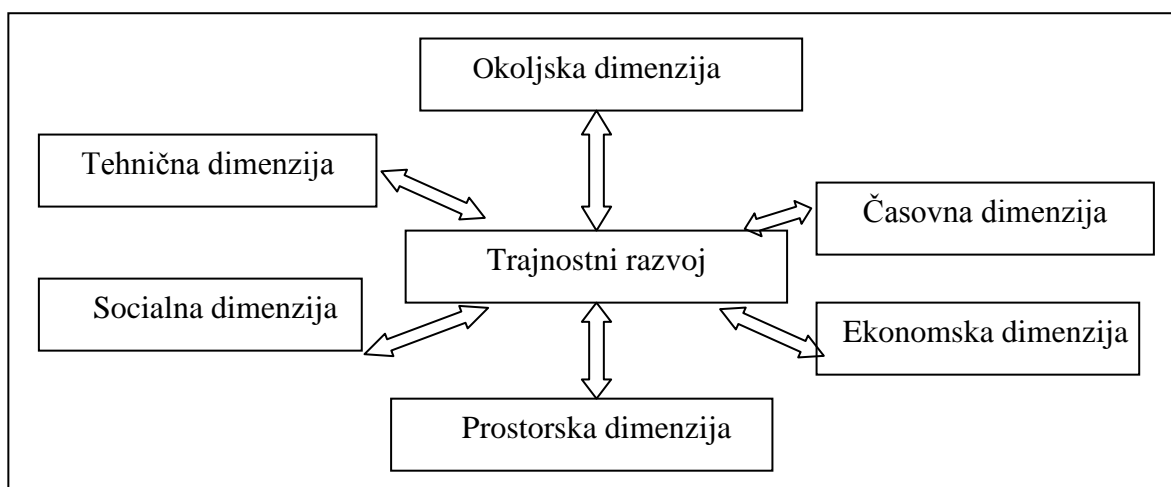 Okoljska dimenzija
Tehnična dimenzija
Časovna dimenzija
Trajnostni razvoj
Socialna dimenzija
Ekonomska dimenzija
Prostorska dimenzija